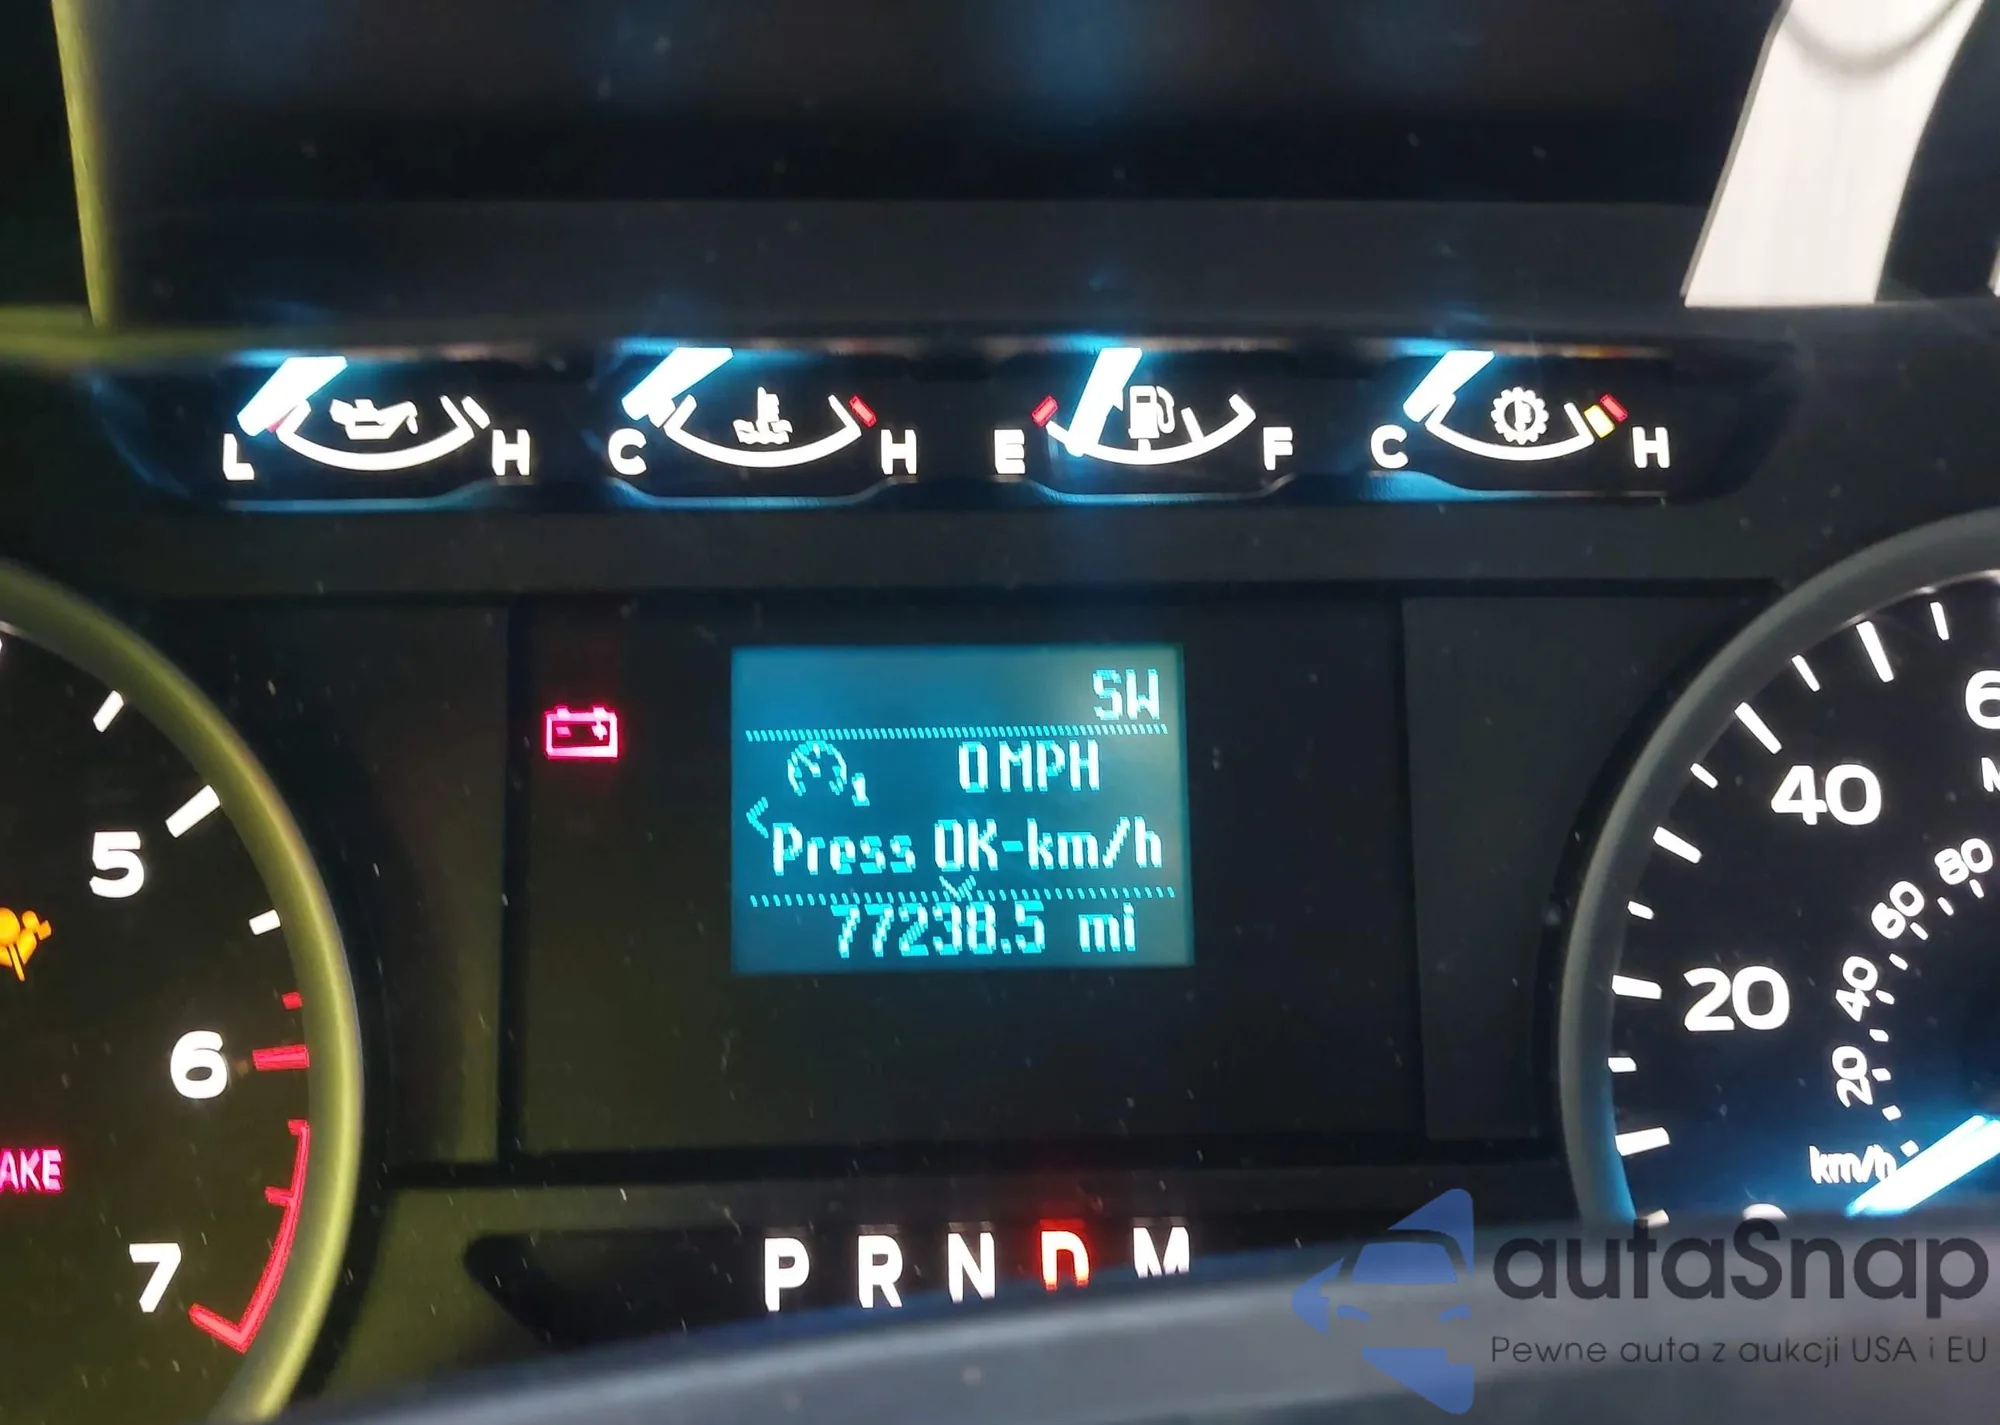 L H C H E F C H
SW
0 MPH
1
Press OK-km/h
77238.5 mi
5
6
7
AKE
40
20
80
60
40
20
km/h
P R N D M
autaSnap
Pewne auta z aukcji USA i EU